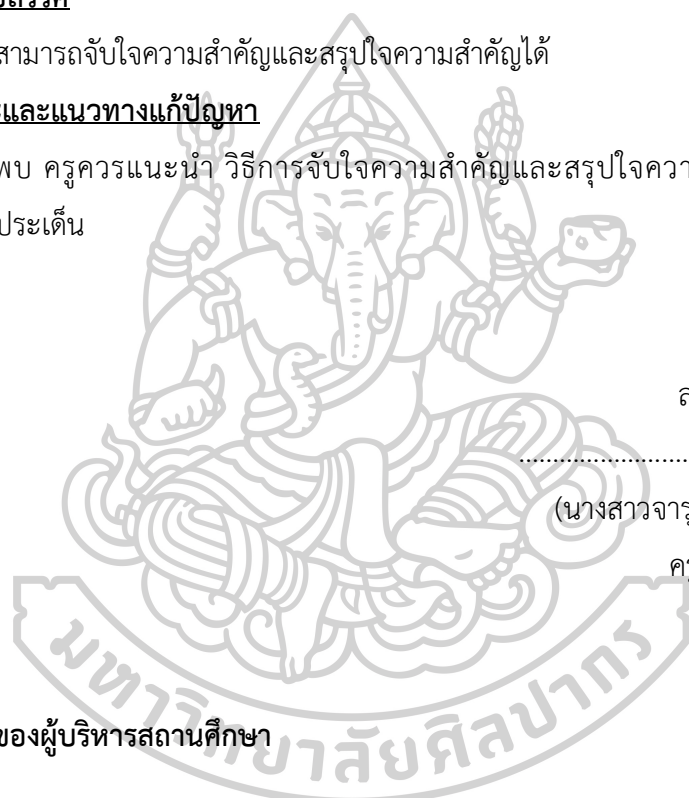 สามารถจับใจความสำคัญและสรุปใจความสำคัญได้
ะและแนวทางแก้ปัญหา
พบ ครูควรแนะนำ วิธีการจับใจความสำคัญและสรุปใจควา
ประเด็น
ล
..........................
(นางสาวจารุ
ครู
ของผู้บริหารสถานศึกษา
มหาวิทยาลัยศิลปากร